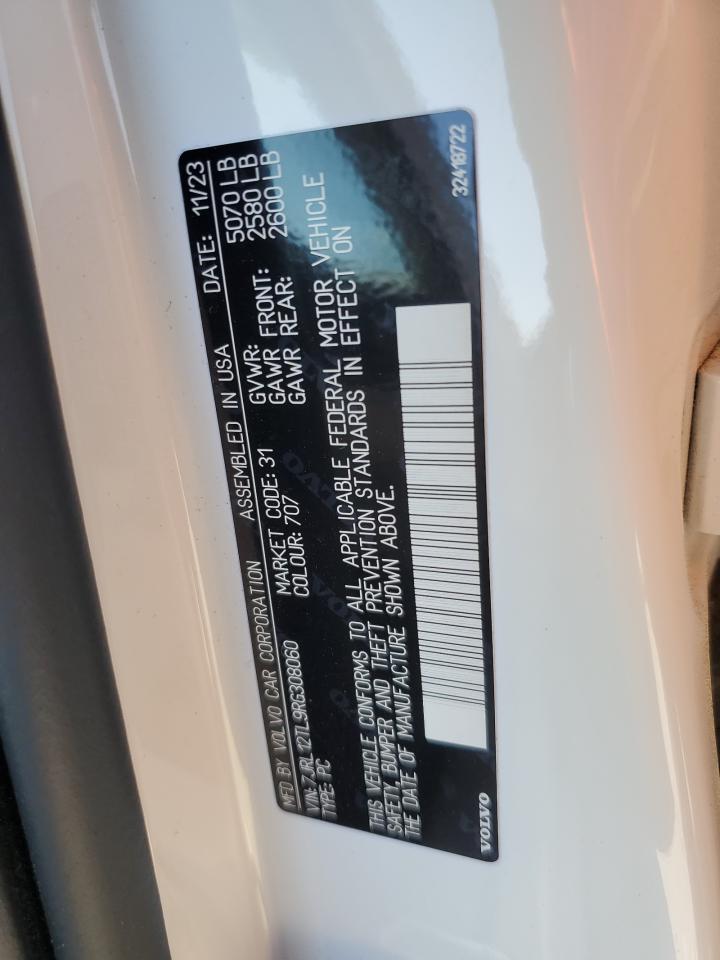 MFD BY VOLVO CAR CORPORATION ASSEMBLED IN USA DATE: 11/23
VIN: 7JRL12TL9RG308060 MARKET CODE: 31 GVWR: 5070 LB
TYPE: PC COLOUR: 707 GAWR FRONT: 2580 LB
GAWR REAR: 2600 LB
THIS VEHICLE CONFORMS TO ALL APPLICABLE FEDERAL MOTOR VEHICLE
SAFETY, BUMPER AND THEFT PREVENTION STANDARDS IN EFFECT ON
THE DATE OF MANUFACTURE SHOWN ABOVE.
VOLVO 32418722